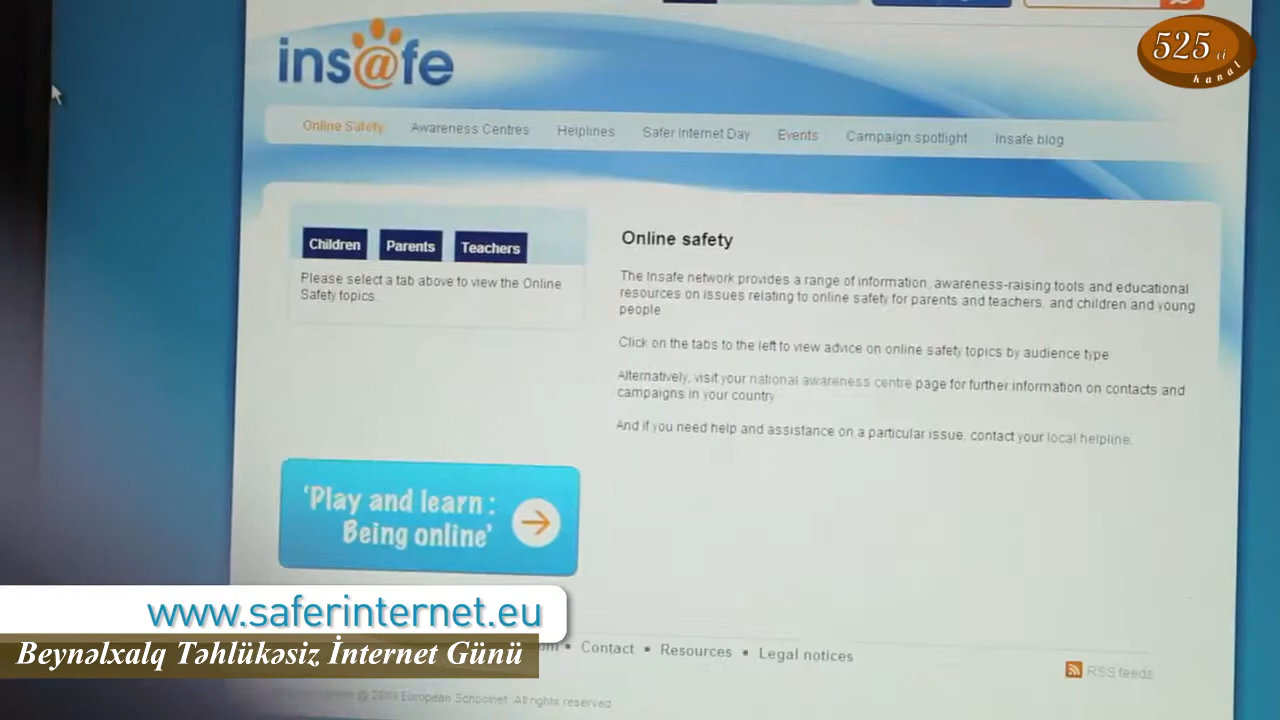 ins@fe
525 ci
kanal
Online Safety Awareness Centres Helplines Safer Internet Day Events Campaign spotlight Insafe blog
Children Parents Teachers
Please select a tab above to view the Online
Safety topics.
Online safety
The Insafe network provides a range of information, awareness-raising tools and educational
resources on issues relating to online safety for parents and teachers, and children and young
people
Click on the tabs to the left to view advice on online safety topics by audience type
Alternatively, visit your national awareness centre page for further information on contacts and
campaigns in your country
And if you need help and assistance on a particular issue, contact your local helpline.
'Play and learn :
Being online'
www.saferinternet.eu
Beynəlxalq Təhlükəsiz İnternet Günü
• Contact • Resources • Legal notices
RSS feeds
European Schoolnet. All rights reserved